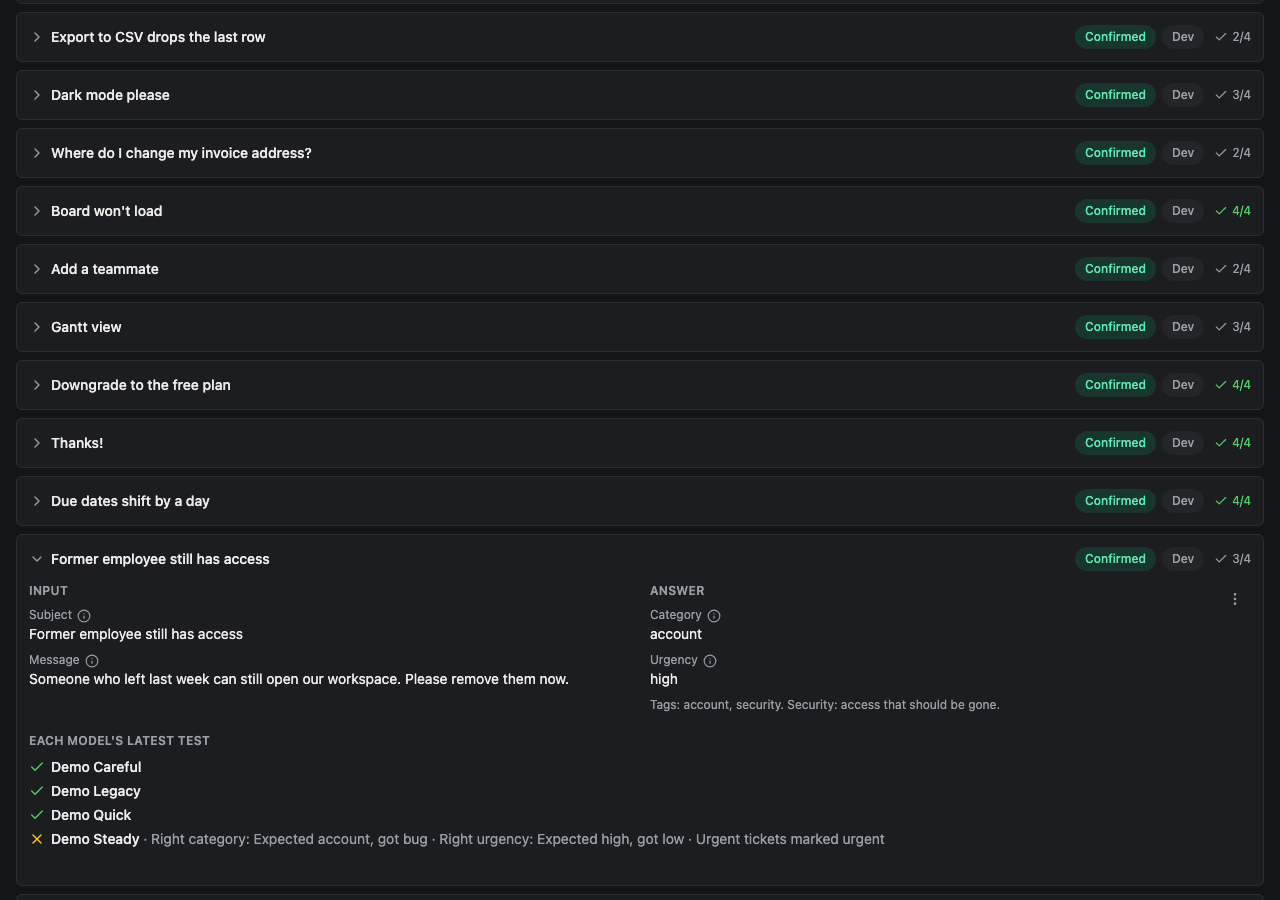 Export to CSV drops the last row Confirmed Dev 2/4
Dark mode please Confirmed Dev 3/4
Where do I change my invoice address? Confirmed Dev 2/4
Board won't load Confirmed Dev 4/4
Add a teammate Confirmed Dev 2/4
Gantt view Confirmed Dev 3/4
Downgrade to the free plan Confirmed Dev 4/4
Thanks! Confirmed Dev 4/4
Due dates shift by a day Confirmed Dev 4/4
Former employee still has access Confirmed Dev 3/4
INPUT
Subject
Former employee still has access
Message
Someone who left last week can still open our workspace. Please remove them now.
ANSWER
Category
account
Urgency
high
Tags: account, security. Security: access that should be gone.
EACH MODEL'S LATEST TEST
Demo Careful
Demo Legacy
Demo Quick
Demo Steady · Right category: Expected account, got bug · Right urgency: Expected high, got low · Urgent tickets marked urgent